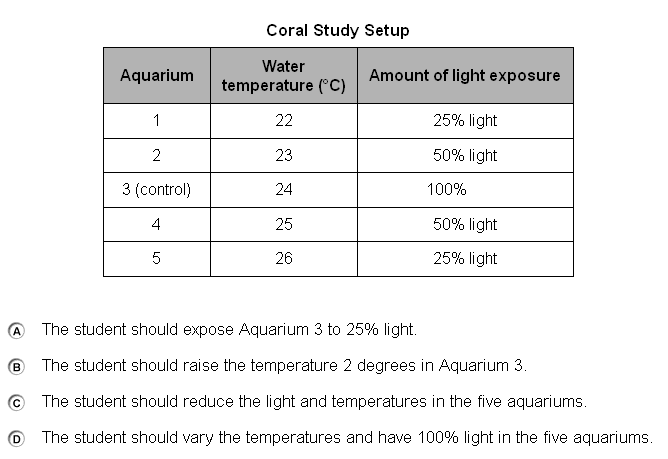 Coral Study Setup
Aquarium Water temperature (°C) Amount of light exposure
1 22 25% light
2 23 50% light
3 (control) 24 100%
4 25 50% light
5 26 25% light
A The student should expose Aquarium 3 to 25% light.
B The student should raise the temperature 2 degrees in Aquarium 3.
C The student should reduce the light and temperatures in the five aquariums.
D The student should vary the temperatures and have 100% light in the five aquariums.